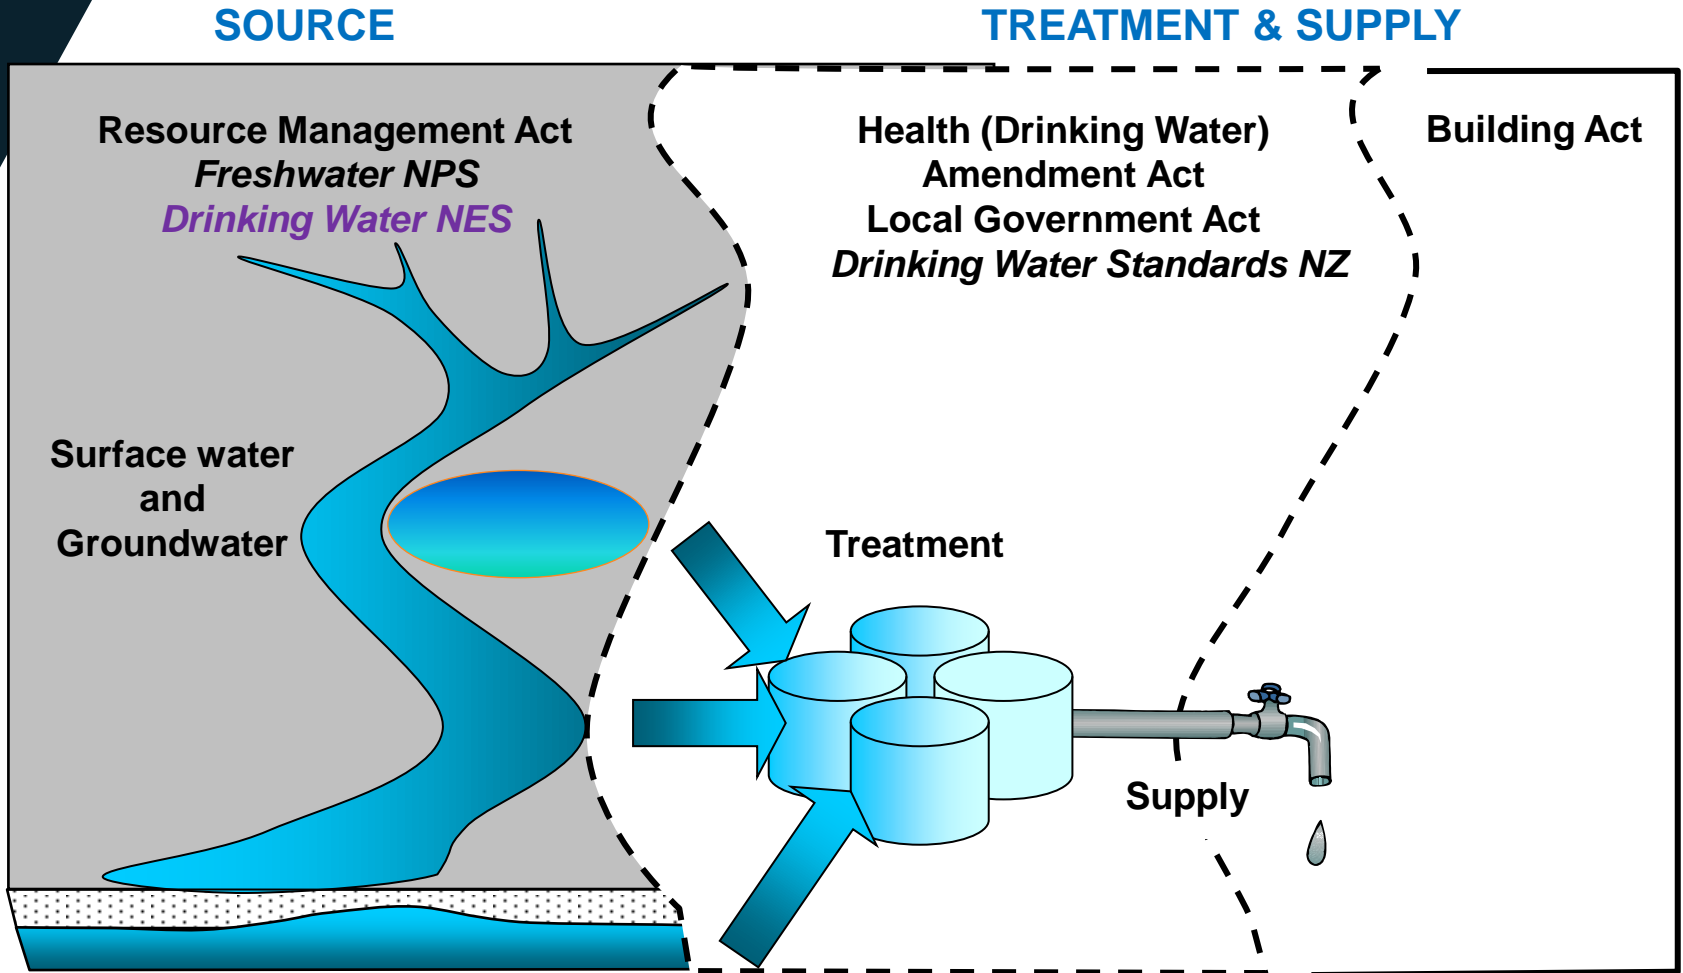 SOURCE
TREATMENT & SUPPLY
Resource Management Act
Freshwater NPS
Drinking Water NES
Health (Drinking Water)
Amendment Act
Local Government Act
Drinking Water Standards NZ
Building Act
Surface water
and
Groundwater
Treatment
Supply